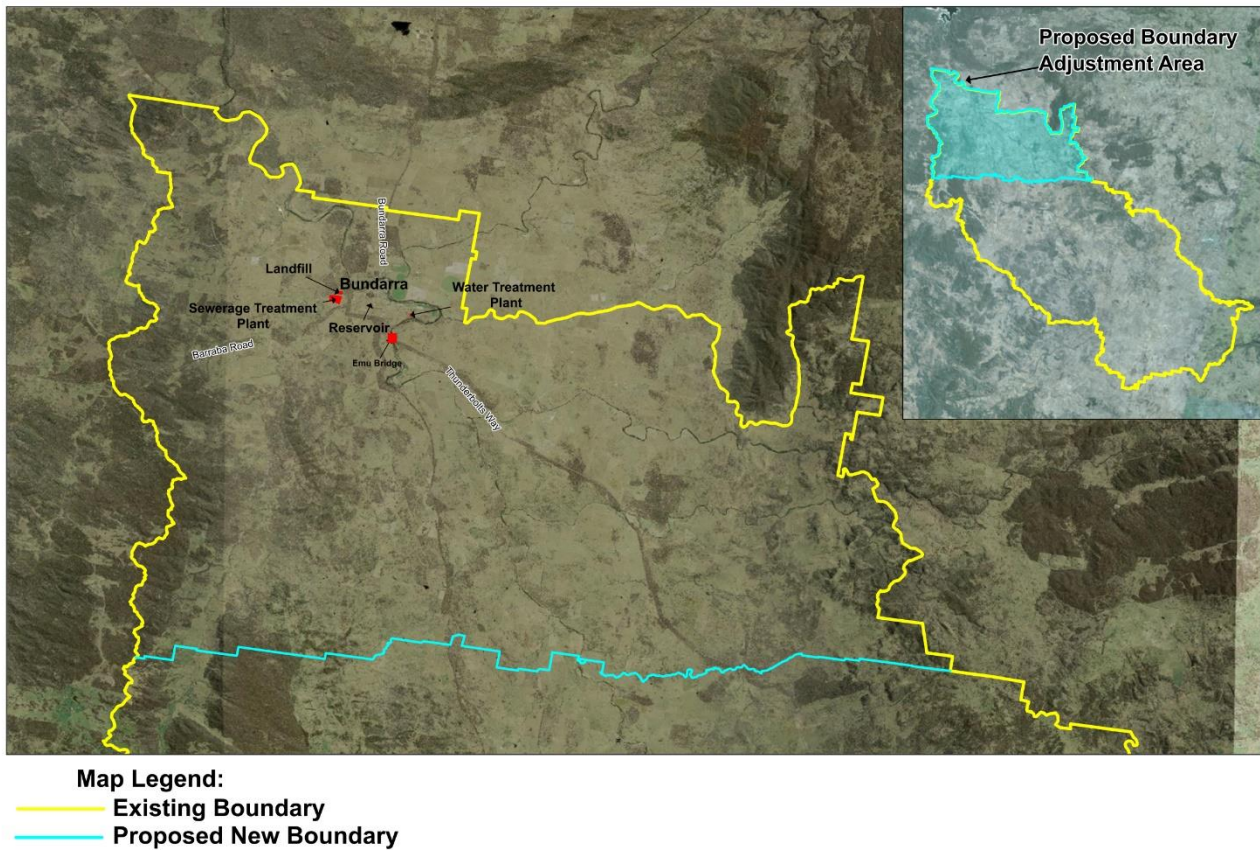 Proposed Boundary
Adjustment Area
Bundarra Road
Landfill
Bundarra
Sewerage Treatment
Plant
Water Treatment
Plant
Reservoir
Barraba Road
Emu Bridge
Thunderbolts Way
Map Legend:
Existing Boundary
Proposed New Boundary